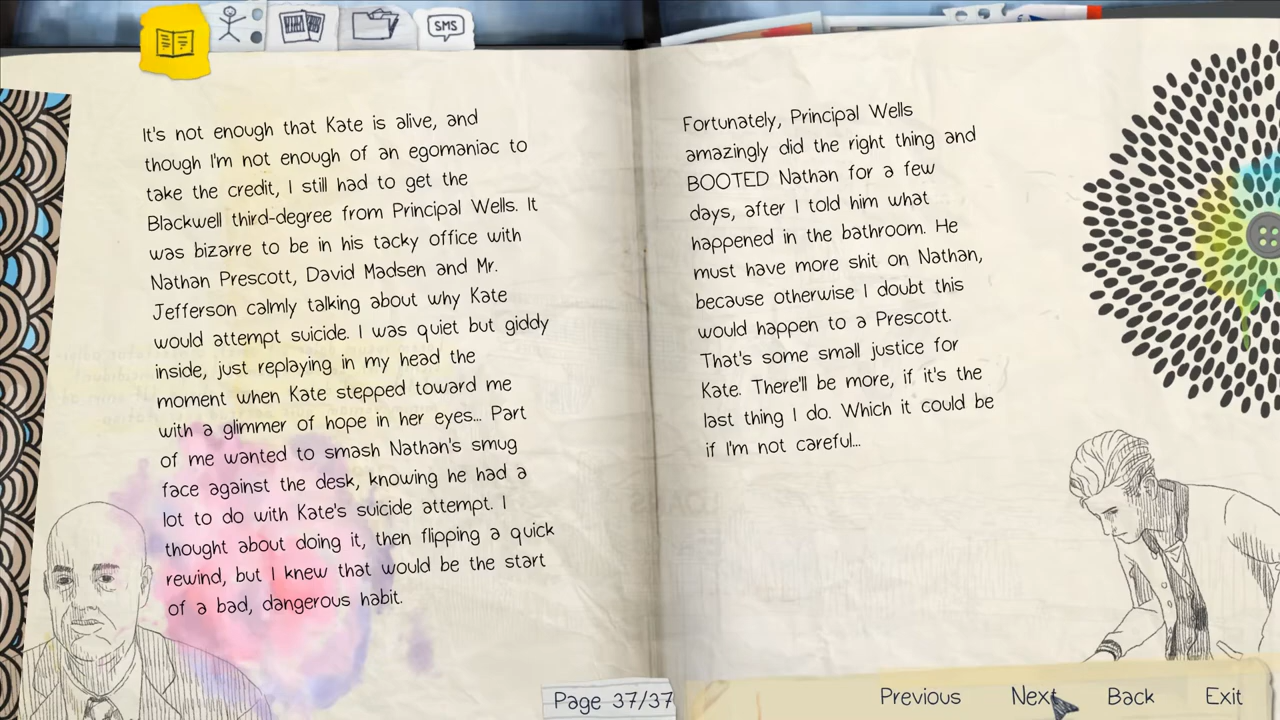 SMS
It's not enough that Kate is alive, and
though I'm not enough of an egomaniac to
take the credit, I still had to get the
Blackwell third-degree from Principal Wells. It
was bizarre to be in his tacky office with
Nathan Prescott, David Madsen and Mr.
Jefferson calmly talking about why Kate
would attempt suicide. I was quiet but giddy
inside, just replaying in my head the
moment when Kate stepped toward me
with a glimmer of hope in her eyes... Part
of me wanted to smash Nathan's smug
face against the desk, knowing he had a
lot to do with Kate's suicide attempt. I
thought about doing it, then flipping a quick
rewind, but I knew that would be the start
of a bad, dangerous habit.
Fortunately, Principal Wells
amazingly did the right thing and
BOOTED Nathan for a few
days, after I told him what
happened in the bathroom. He
must have more shit on Nathan,
because otherwise I doubt this
would happen to a Prescott.
That's some small justice for
Kate. There'll be more, if it's the
last thing I do. Which it could be
if I'm not careful...
Page 37/37
Previous Next Back Exit